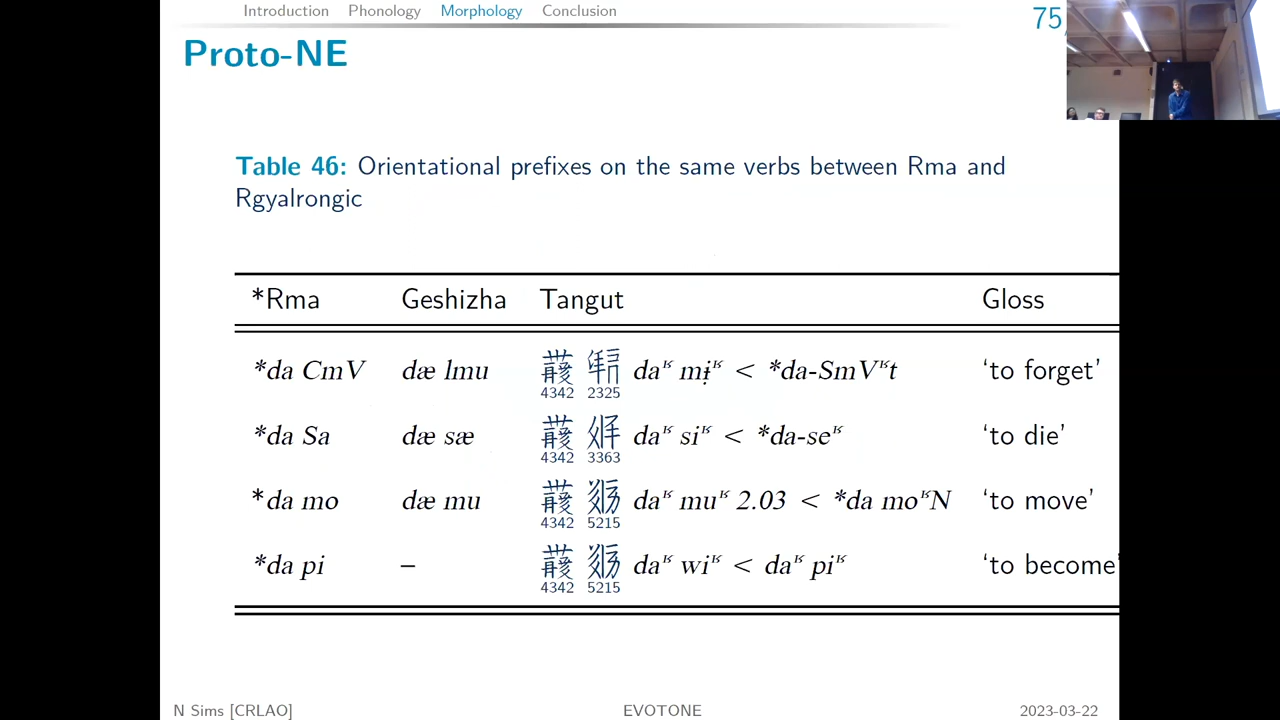 Introduction Phonology Morphology Conclusion
75
Proto-NE
Table 46: Orientational prefixes on the same verbs between Rma and
Rgyalrongic
*Rma Geshizha Tangut Gloss
*da CmV dæ lmu daʶ mị̵ʶ < *da-SmVʶt ‘to forget’
4342 2325
*da Sa dæ sæ daʶ siʶ < *da-seʶ ‘to die’
4342 3363
*da mo dæ mu daʶ muʶ 2.03 < *da moʶN ‘to move’
4342 5215
*da pi – daʶ wiʶ < daʶ piʶ ‘to become’
4342 5215
N Sims [CRLAO] EVOTONE 2023-03-22